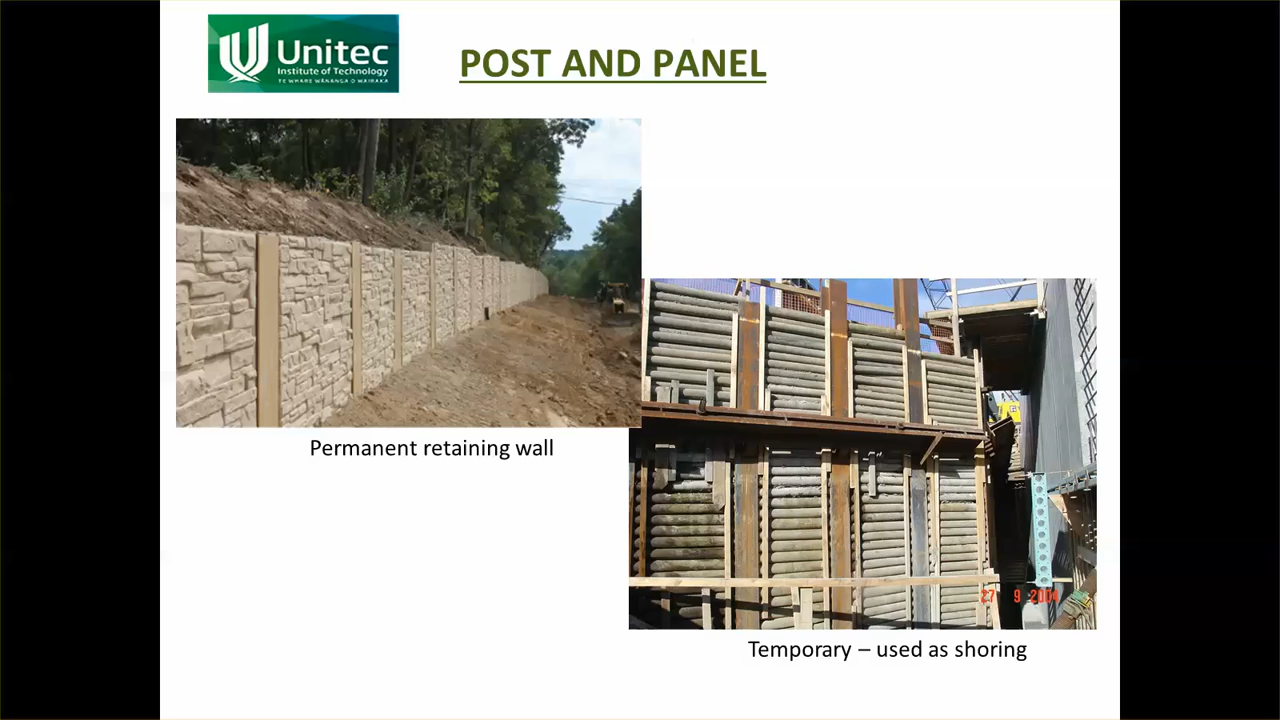 Unitec
Institute of Technology
TE WHARE WĀNANGA O WAIRAKA
POST AND PANEL
Permanent retaining wall
27 9 2004
Temporary – used as shoring